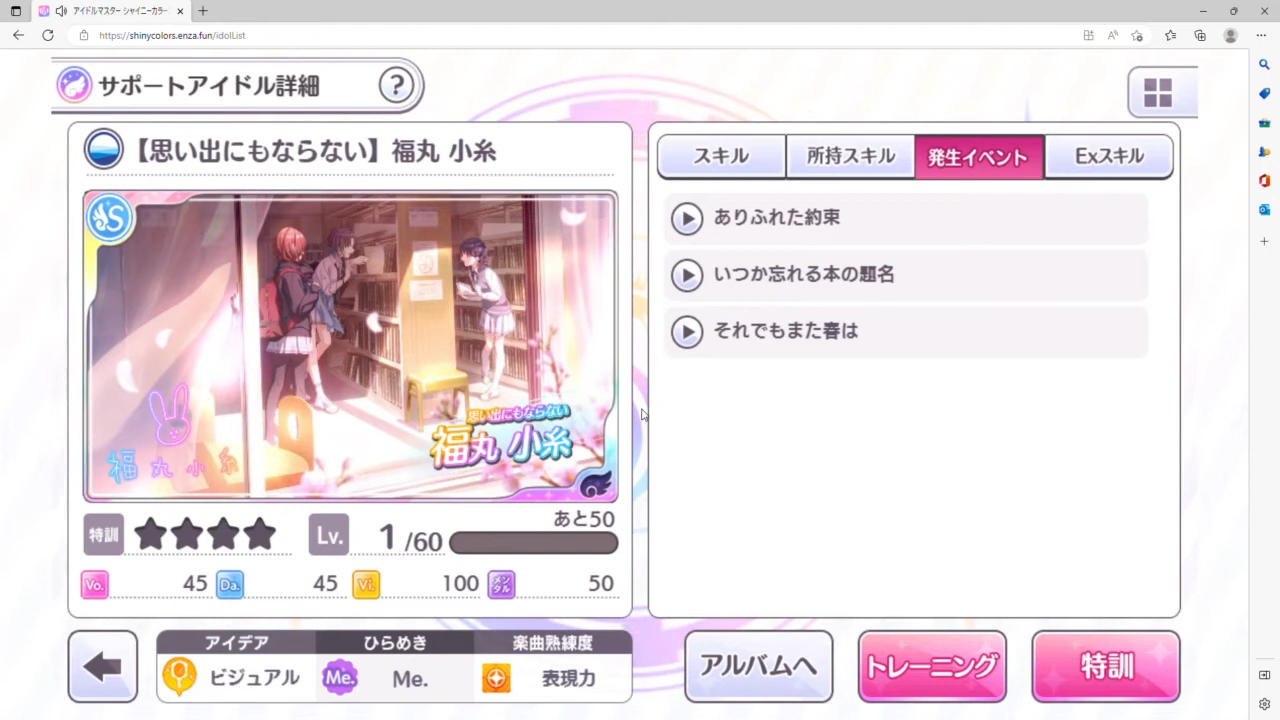 アイドルマスター シャイニーカラー
https://shinycolors.enza.fun/idolList
サポートアイドル詳細
?
【思い出にもならない】福丸 小糸
S
思い出にもならない
福丸 小糸
福丸小糸
特訓
Lv. 1/60
あと50
Vo. 45
Da. 45
Vi. 100
メンタル 50
アイデア
ひらめき
楽曲熟練度
ビジュアル
Me. Me.
表現力
スキル
所持スキル
発生イベント
Exスキル
ありふれた約束
いつか忘れる本の題名
それでもまた春は
アルバムへ
トレーニング
特訓